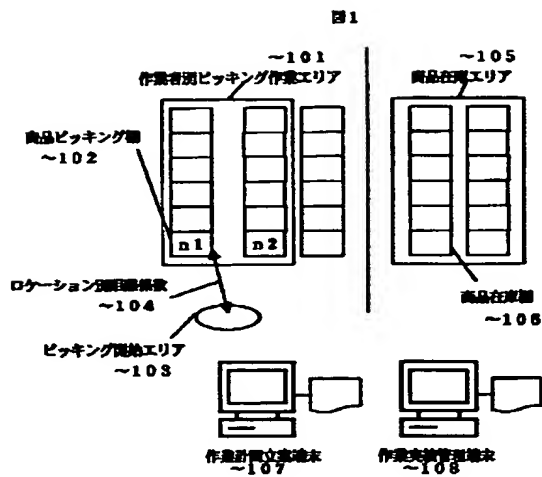 図1
～101
作業者別ピッキング作業エリア
～105
商品在庫エリア
商品ピッキング棚
～102
n1
n2
ロケーション別距離係数
～104
商品在庫棚
～106
ピッキング開始エリア
～103
作業計画立案端末
～107
作業実績管理端末
～108